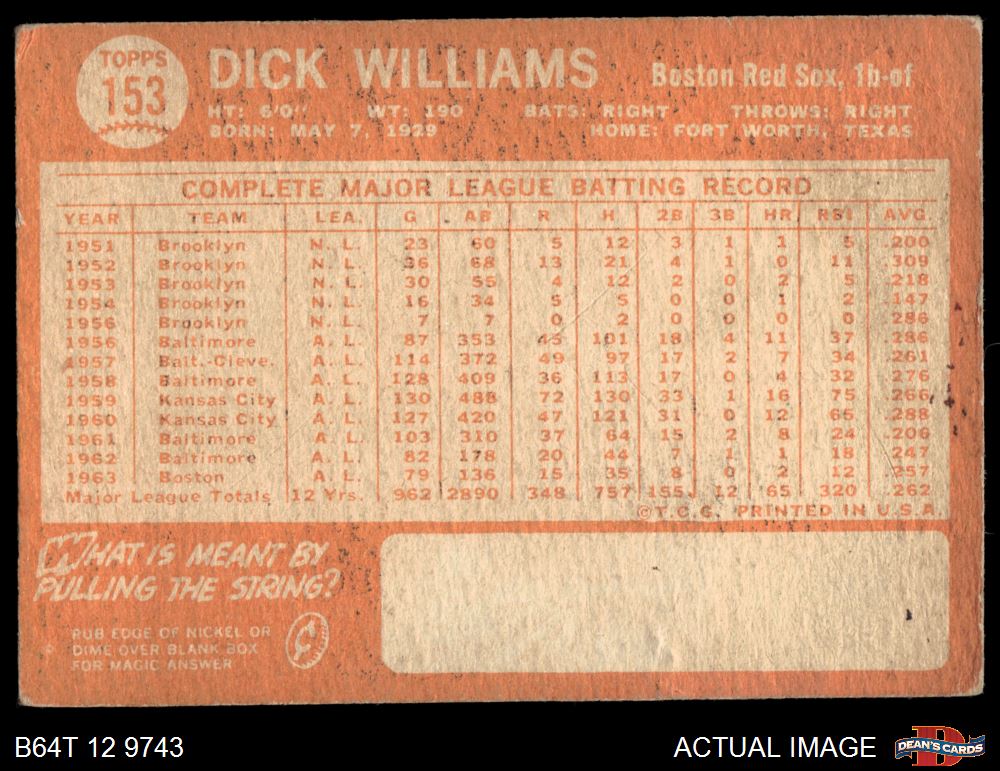 TOPPS
153
DICK WILLIAMS
Boston Red Sox, 1b-of
HT: 6'0" WT: 190 BATS: RIGHT THROWS: RIGHT
BORN: MAY 7, 1929 HOME: FORT WORTH, TEXAS
COMPLETE MAJOR LEAGUE BATTING RECORD
YEAR TEAM LEA. G AB R H 2B 3B HR RBI AVG.
1951 Brooklyn N. L. 23 60 5 12 3 1 1 5 .200
1952 Brooklyn N. L. 36 68 13 21 4 1 0 11 .309
1953 Brooklyn N. L. 30 55 4 12 2 0 2 5 .218
1954 Brooklyn N. L. 16 34 5 5 0 0 1 2 .147
1956 Brooklyn N. L. 7 7 0 2 0 0 0 0 .286
1956 Baltimore A. L. 87 353 45 101 18 4 11 37 .286
1957 Balt.-Cleve. A. L. 114 372 49 97 17 2 7 34 .261
1958 Baltimore A. L. 128 409 36 113 17 0 4 32 .276
1959 Kansas City A. L. 130 488 72 130 33 1 16 75 .266
1960 Kansas City A. L. 127 420 47 121 31 0 12 65 .288
1961 Baltimore A. L. 103 310 37 64 15 2 8 24 .206
1962 Baltimore A. L. 82 178 20 44 7 1 1 18 .247
1963 Boston A. L. 79 136 15 35 8 0 2 12 .257
Major League Totals 12 Yrs. 962 2890 348 757 155 12 65 320 .262
©T.C.G. PRINTED IN U.S.A.
WHAT IS MEANT BY
PULLING THE STRING?
RUB EDGE OF NICKEL OR
DIME OVER BLANK BOX
FOR MAGIC ANSWER
B64T 12 9743
ACTUAL IMAGE
D
DEAN'S CARDS